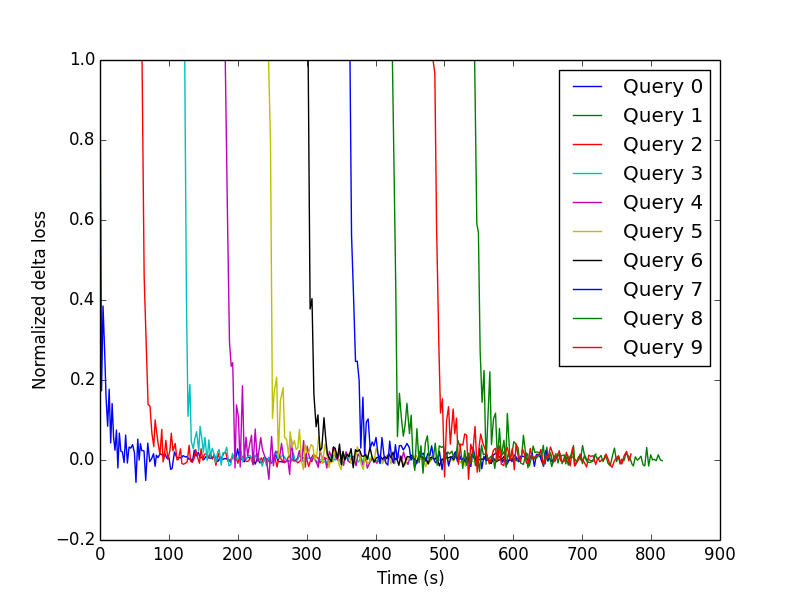 1.0
0.8
0.6
0.4
0.2
0.0
−0.2
Normalized delta loss
Query 0
Query 1
Query 2
Query 3
Query 4
Query 5
Query 6
Query 7
Query 8
Query 9
0 100 200 300 400 500 600 700 800 900
Time (s)